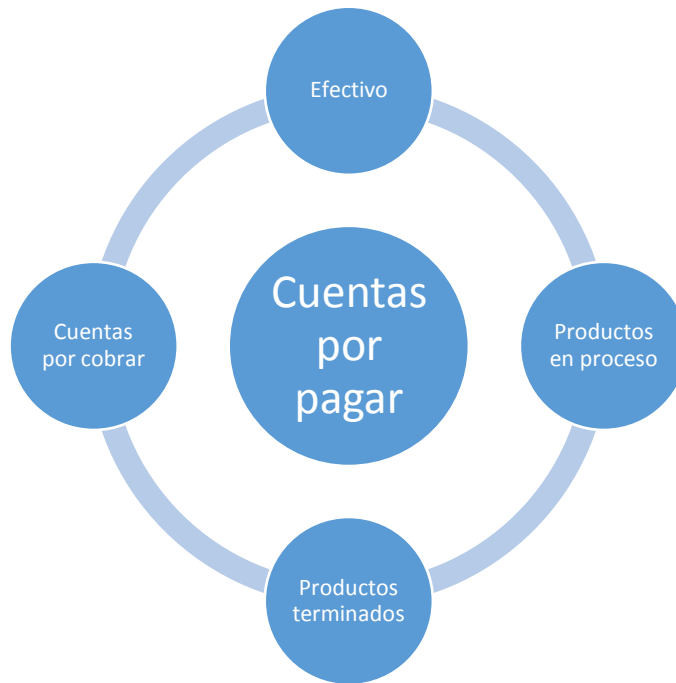 Efectivo
Cuentas
por
pagar
Cuentas
por cobrar
Productos
en proceso
Productos
terminados